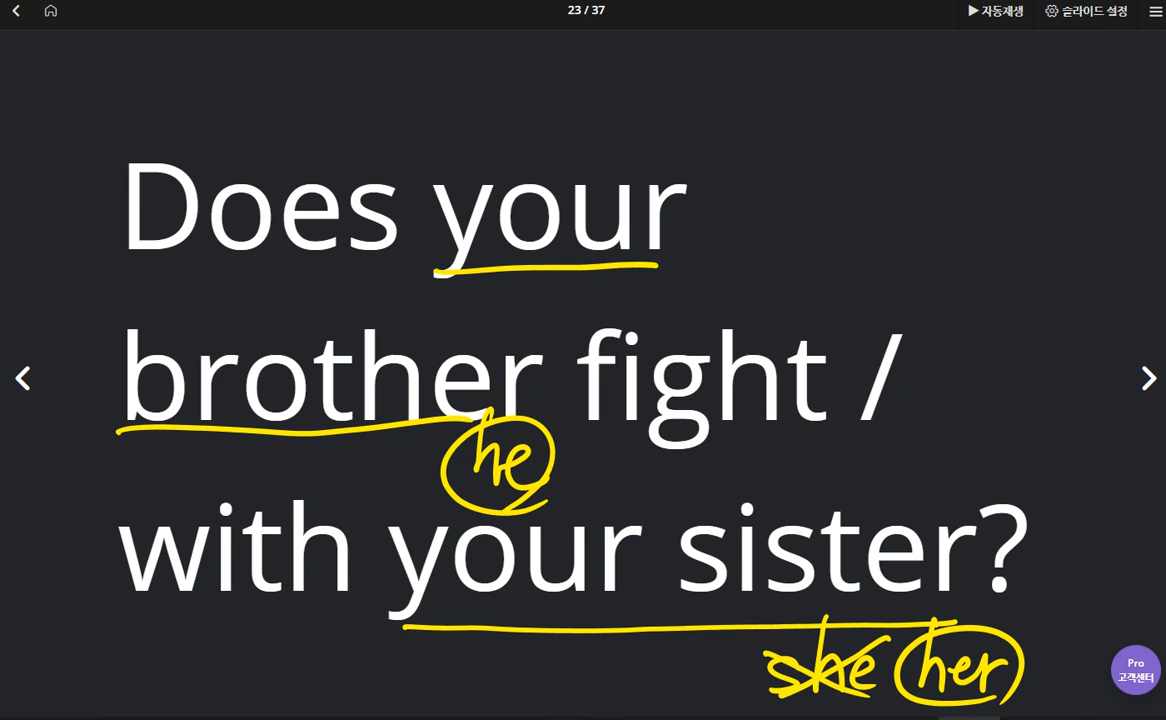 23 / 37
자동재생
슬라이드 설정
Does your
brother fight /
he
with your sister?
she her
Pro
고객센터